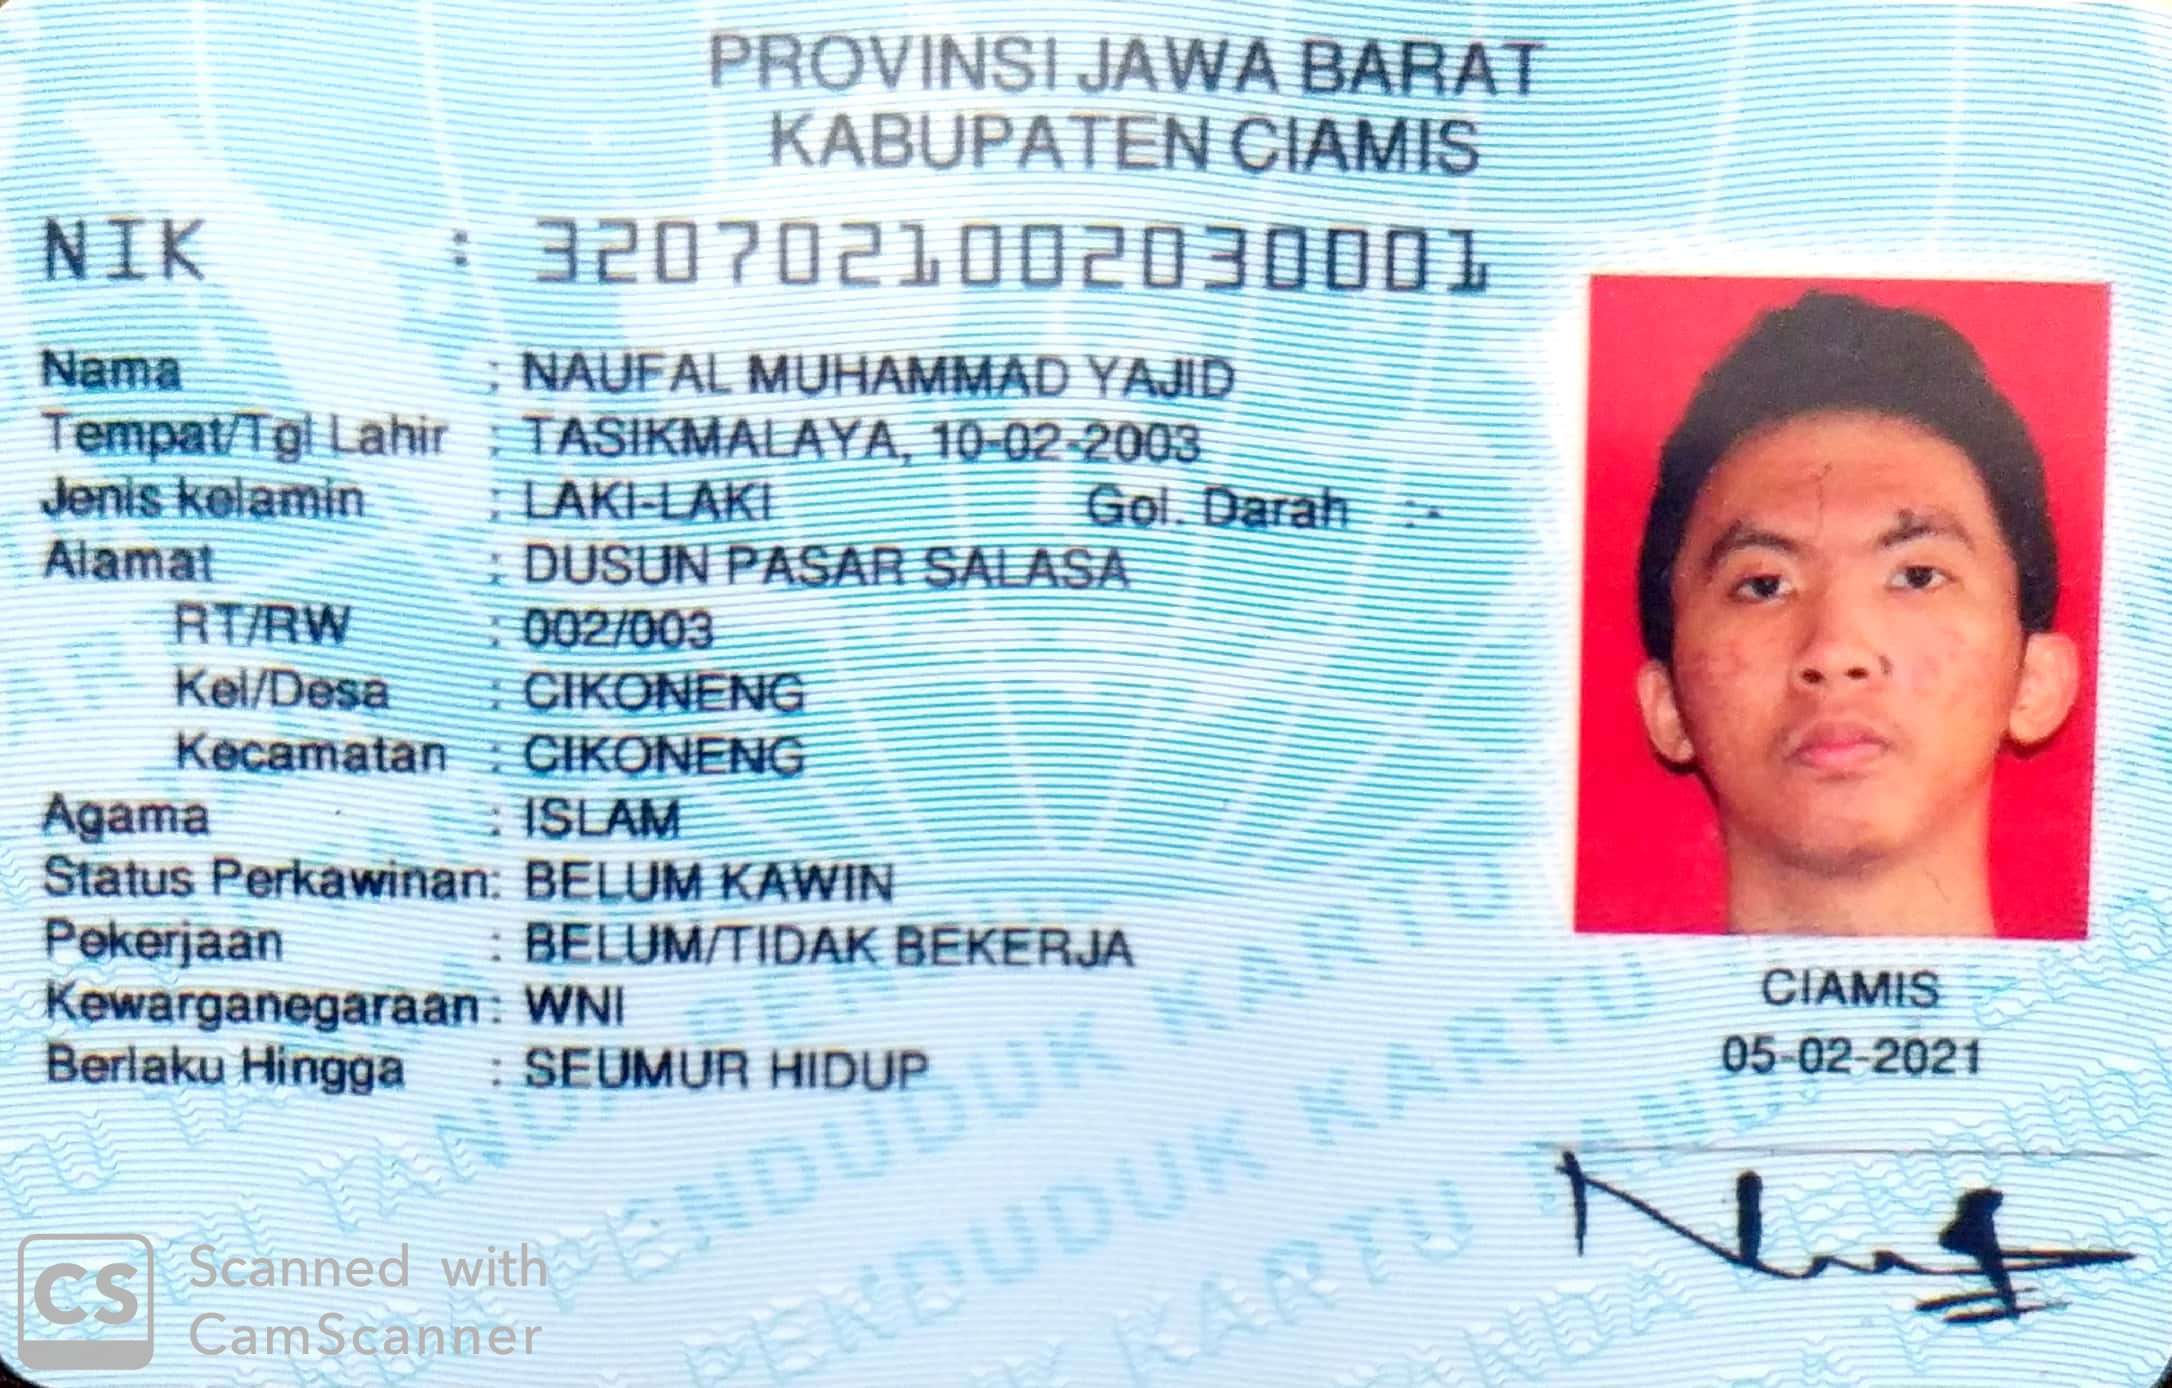 PROVINSI JAWA BARAT
KABUPATEN CIAMIS
NIK : 3207021002030001
Nama : NAUFAL MUHAMMAD YAJID
Tempat/Tgl Lahir : TASIKMALAYA, 10-02-2003
Jenis kelamin : LAKI-LAKI Gol. Darah :-
Alamat : DUSUN PASAR SALASA
RT/RW : 002/003
Kel/Desa : CIKONENG
Kecamatan : CIKONENG
Agama : ISLAM
Status Perkawinan: BELUM KAWIN
Pekerjaan : BELUM/TIDAK BEKERJA
Kewarganegaraan : WNI
Berlaku Hingga : SEUMUR HIDUP
CIAMIS
05-02-2021
CS Scanned with
CamScanner